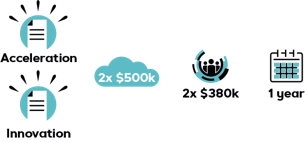 Acceleration
2x $500k
2x $380k
1 year
Innovation